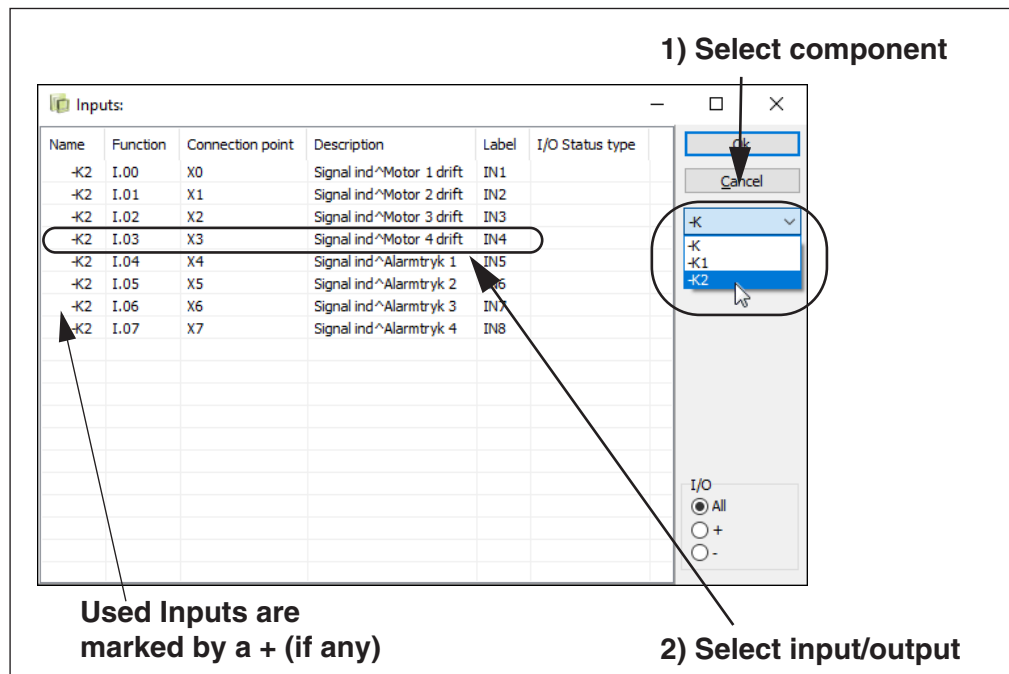 1) Select component
Inputs:
Name Function Connection point Description Label I/O Status type
-K2 I.00 X0 Signal ind^Motor 1 drift IN1
-K2 I.01 X1 Signal ind^Motor 2 drift IN2
-K2 I.02 X2 Signal ind^Motor 3 drift IN3
-K2 I.03 X3 Signal ind^Motor 4 drift IN4
-K2 I.04 X4 Signal ind^Alarmtryk 1 IN5
-K2 I.05 X5 Signal ind^Alarmtryk 2 IN6
-K2 I.06 X6 Signal ind^Alarmtryk 3 IN7
-K2 I.07 X7 Signal ind^Alarmtryk 4 IN8
Ok
Cancel
-K
-K
-K1
-K2
I/O
All
+
-
Used Inputs are
marked by a + (if any)
2) Select input/output